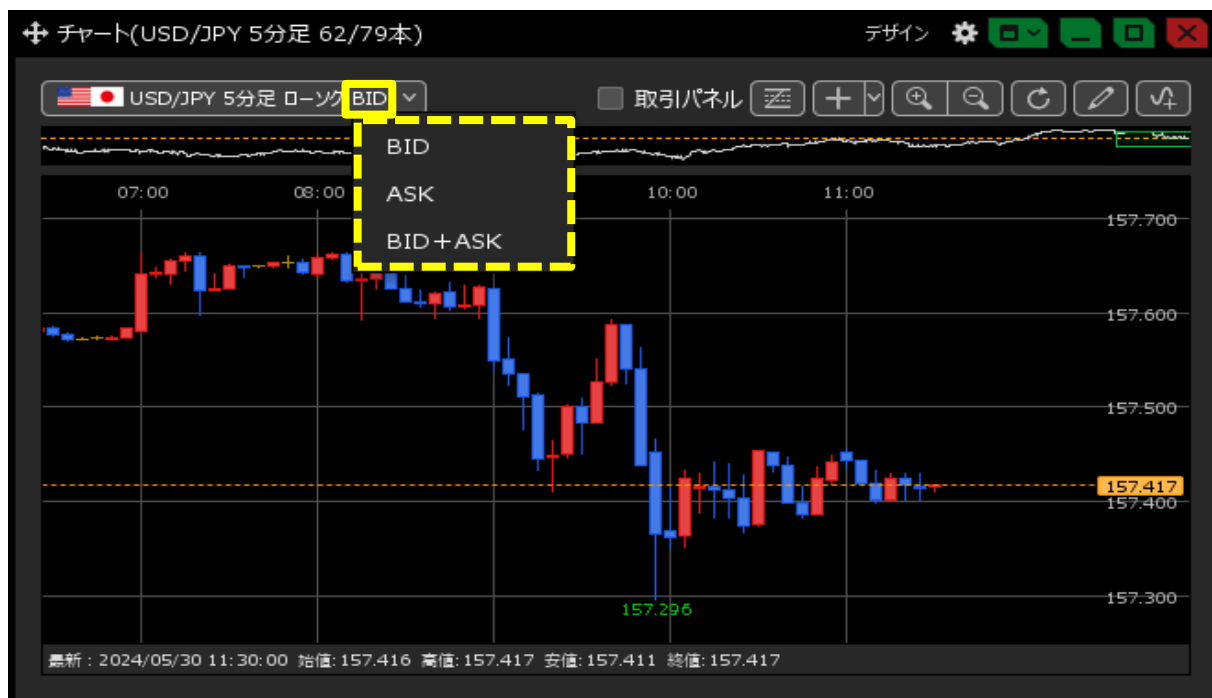 チャート(USD/JPY 5分足 62/79本)
デザイン
USD/JPY 5分足 ローソク BID
取引パネル
BID
ASK
BID+ASK
07:00 08:00 10:00 11:00
157.700
157.600
157.500
157.417
157.400
157.300
157.296
最新:2024/05/30 11:30:00 始値:157.416 高値:157.417 安値:157.411 終値:157.417